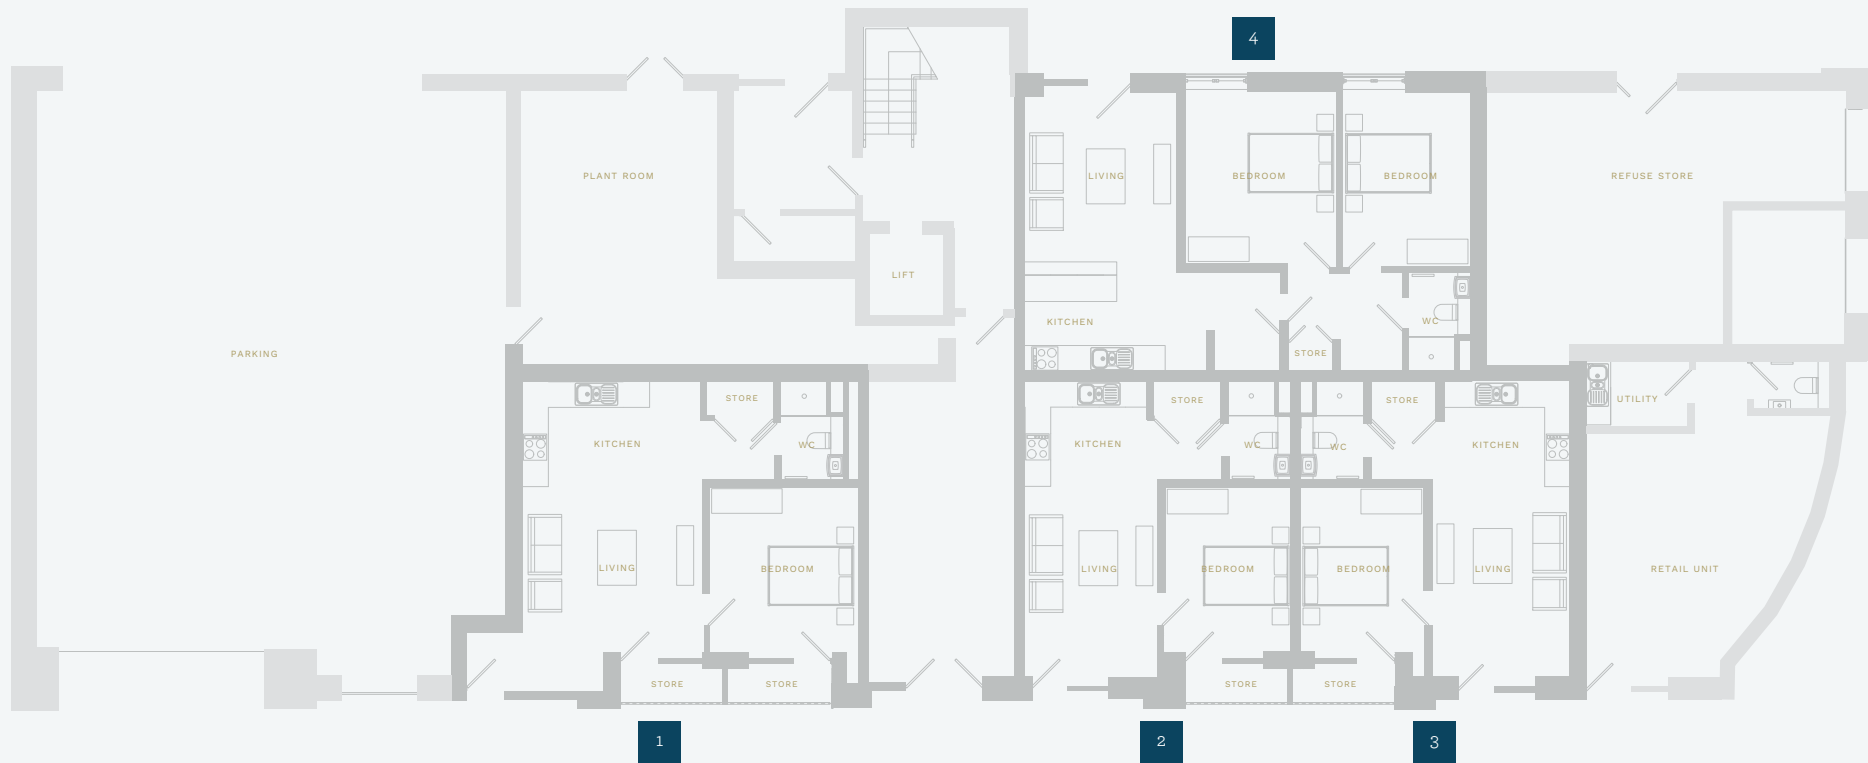 4
PLANT ROOM
LIVING
BEDROOM
BEDROOM
REFUSE STORE
LIFT
KITCHEN
WC
PARKING
STORE
STORE
STORE
STORE
UTILITY
KITCHEN
WC
KITCHEN
WC
WC
KITCHEN
LIVING
BEDROOM
LIVING
BEDROOM
BEDROOM
LIVING
RETAIL UNIT
STORE
STORE
STORE
STORE
1
2
3